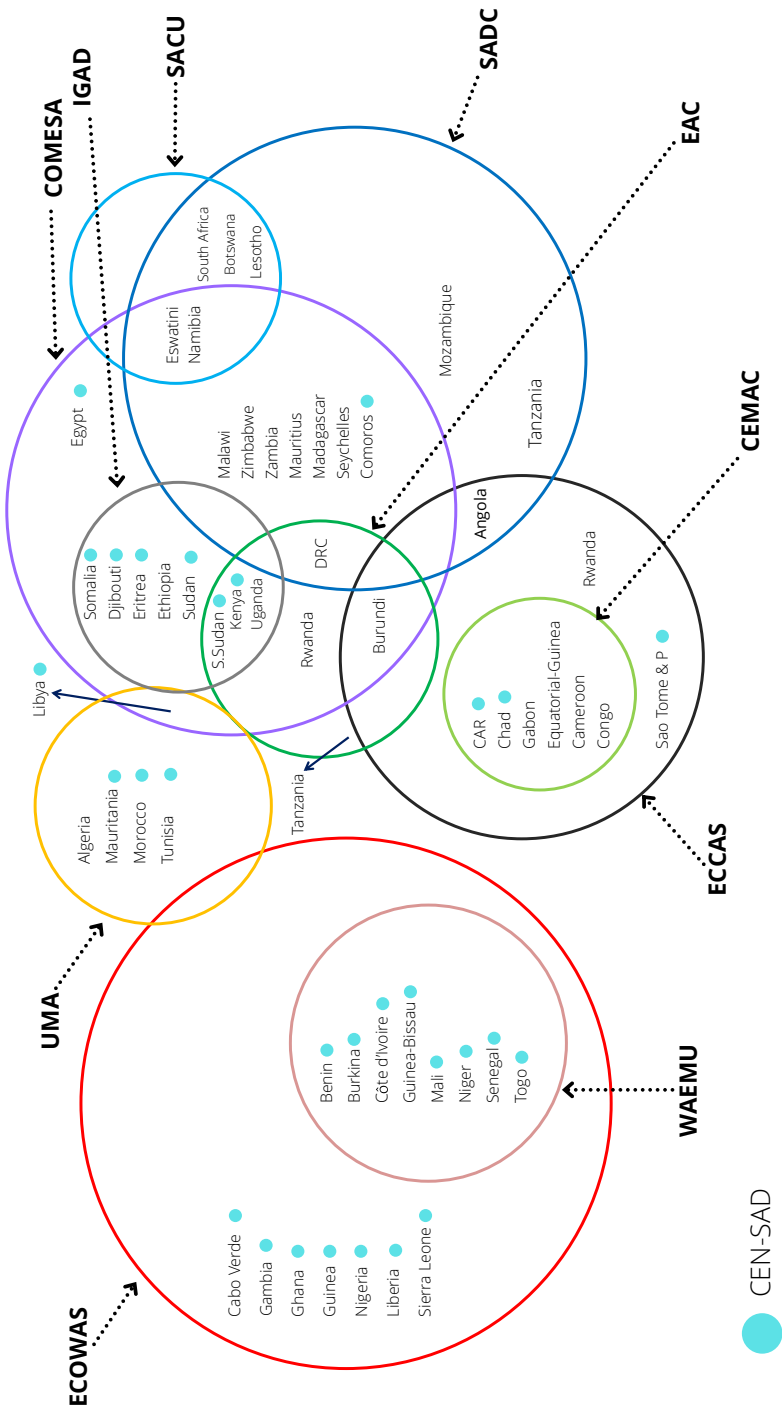 ECOWAS
UMA
COMESA
IGAD
SACU
SADC
EAC
CEMAC
ECCAS
WAEMU
Cabo Verde
Gambia
Ghana
Guinea
Nigeria
Liberia
Sierra Leone
Benin
Burkina
Côte d'Ivoire
Guinea-Bissau
Mali
Niger
Senegal
Togo
Algeria
Mauritania
Morocco
Tunisia
Libya
Tanzania
Somalia
Djibouti
Eritrea
Ethiopia
Sudan
S.Sudan
Kenya
Uganda
Rwanda
DRC
Burundi
Egypt
Malawi
Zimbabwe
Zambia
Mauritius
Madagascar
Seychelles
Comoros
Eswatini
Namibia
South Africa
Botswana
Lesotho
Mozambique
Tanzania
Angola
Rwanda
CAR
Chad
Gabon
Equatorial-Guinea
Cameroon
Congo
Sao Tome & P
CEN-SAD